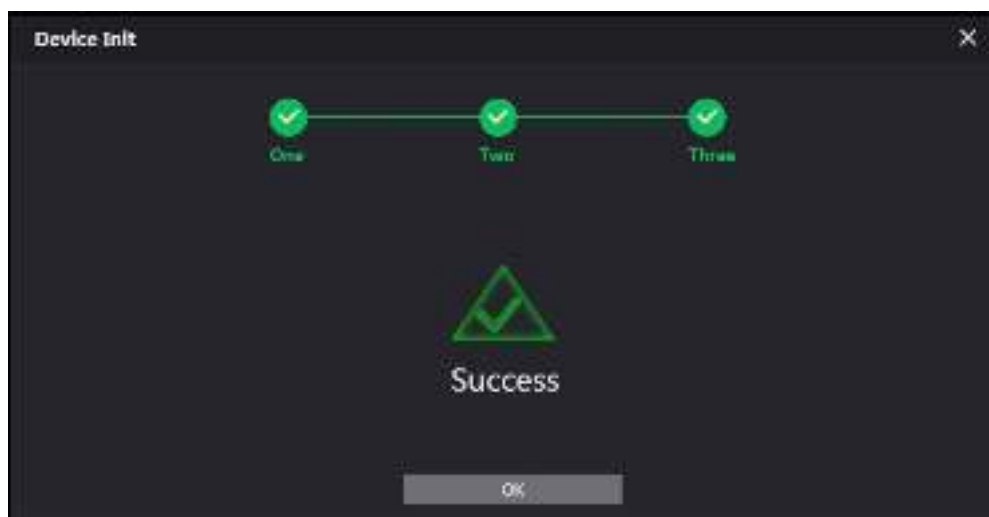 Device Init
One
Two
Three
Success
OK